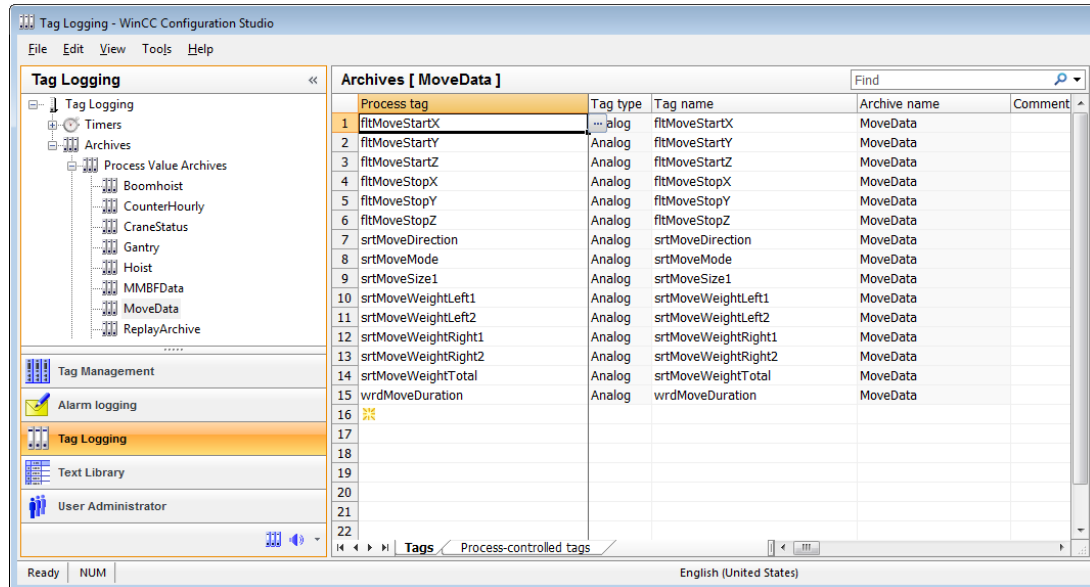 Tag Logging - WinCC Configuration Studio
File Edit View Tools Help
Tag Logging «
Tag Logging
Timers
Archives
Process Value Archives
Boomhoist
CounterHourly
CraneStatus
Gantry
Hoist
MMBFData
MoveData
ReplayArchive
Tag Management
Alarm logging
Tag Logging
Text Library
User Administrator
Archives [ MoveData ] Find
Process tag Tag type Tag name Archive name Comment
1 fltMoveStartX ... alog fltMoveStartX MoveData
2 fltMoveStartY Analog fltMoveStartY MoveData
3 fltMoveStartZ Analog fltMoveStartZ MoveData
4 fltMoveStopX Analog fltMoveStopX MoveData
5 fltMoveStopY Analog fltMoveStopY MoveData
6 fltMoveStopZ Analog fltMoveStopZ MoveData
7 srtMoveDirection Analog srtMoveDirection MoveData
8 srtMoveMode Analog srtMoveMode MoveData
9 srtMoveSize1 Analog srtMoveSize1 MoveData
10 srtMoveWeightLeft1 Analog srtMoveWeightLeft1 MoveData
11 srtMoveWeightLeft2 Analog srtMoveWeightLeft2 MoveData
12 srtMoveWeightRight1 Analog srtMoveWeightRight1 MoveData
13 srtMoveWeightRight2 Analog srtMoveWeightRight2 MoveData
14 srtMoveWeightTotal Analog srtMoveWeightTotal MoveData
15 wrdMoveDuration Analog wrdMoveDuration MoveData
16
17
18
19
20
21
22
Tags Process-controlled tags
Ready NUM English (United States)